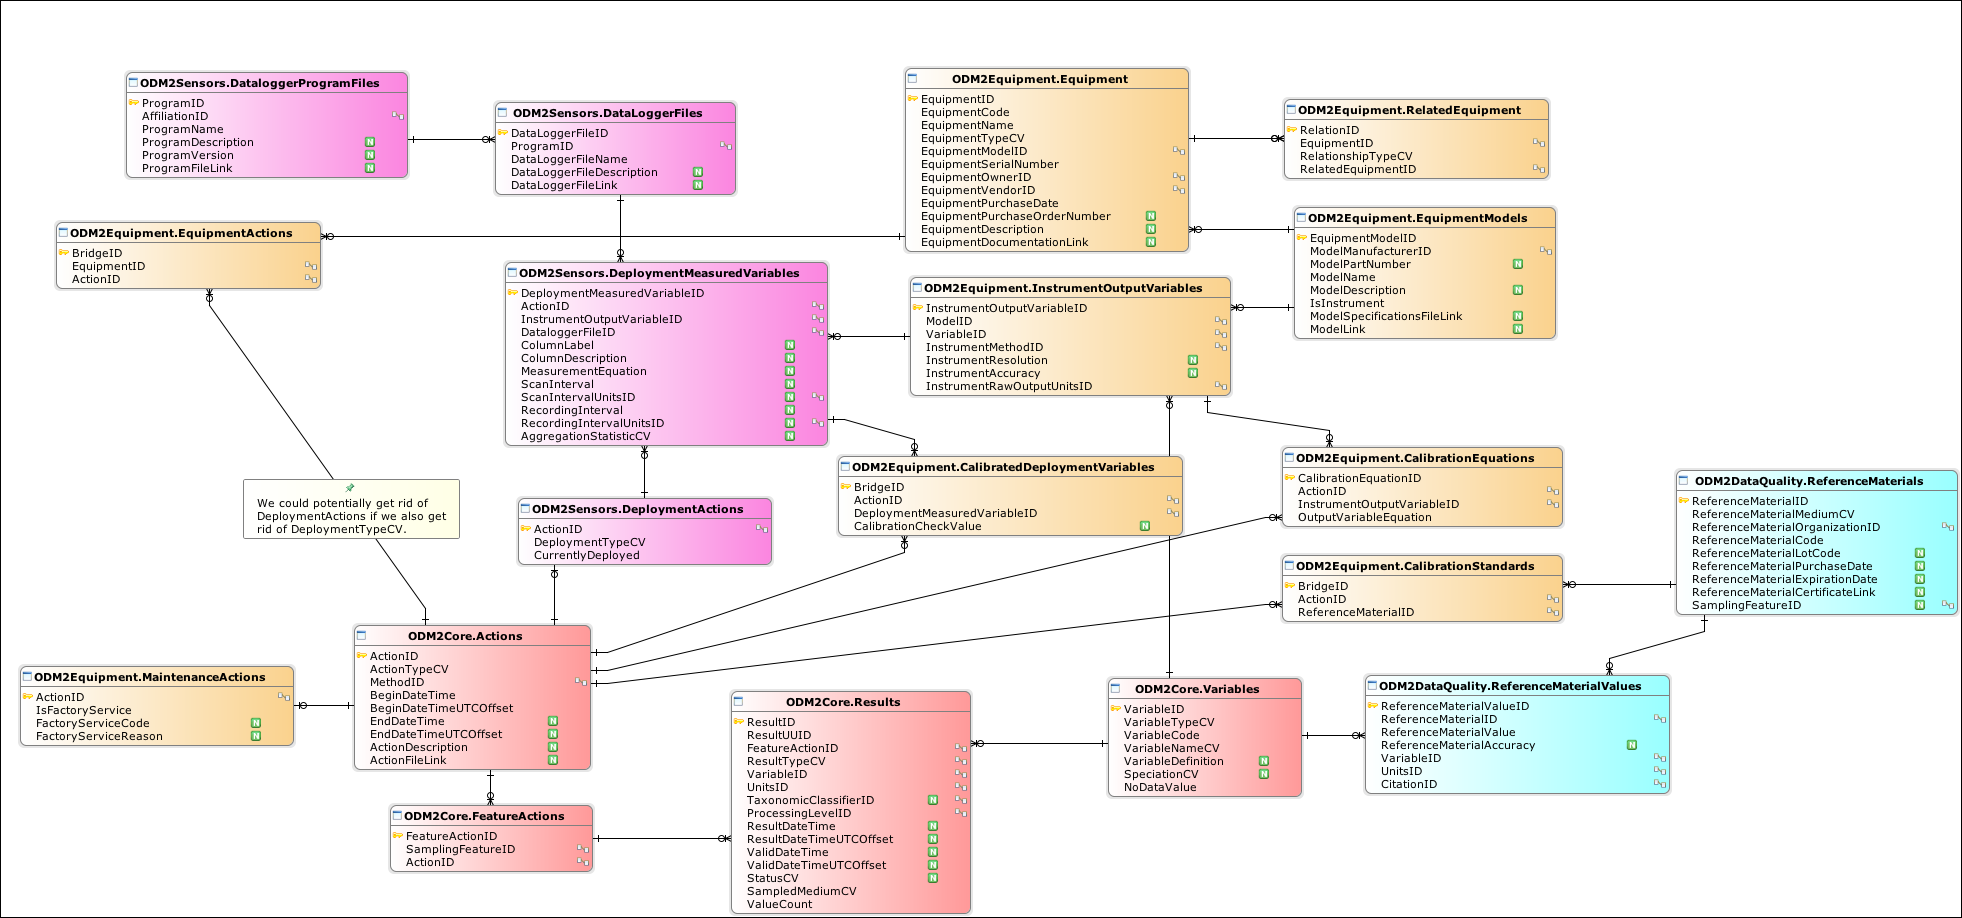 ODM2Sensors.DataloggerProgramFiles
ProgramID
AffiliationID
ProgramName
ProgramDescription N
ProgramVersion N
ProgramFileLink N
ODM2Sensors.DataLoggerFiles
DataLoggerFileID
ProgramID
DataLoggerFileName
DataLoggerFileDescription N
DataLoggerFileLink N
ODM2Equipment.Equipment
EquipmentID
EquipmentCode
EquipmentName
EquipmentTypeCV
EquipmentModelID
EquipmentSerialNumber
EquipmentOwnerID
EquipmentVendorID
EquipmentPurchaseDate
EquipmentPurchaseOrderNumber N
EquipmentDescription N
EquipmentDocumentationLink N
ODM2Equipment.RelatedEquipment
RelationID
EquipmentID
RelationshipTypeCV
RelatedEquipmentID
ODM2Equipment.EquipmentModels
EquipmentModelID
ModelManufacturerID
ModelPartNumber N
ModelName
ModelDescription N
IsInstrument
ModelSpecificationsFileLink N
ModelLink N
ODM2Equipment.EquipmentActions
BridgeID
EquipmentID
ActionID
ODM2Sensors.DeploymentMeasuredVariables
DeploymentMeasuredVariableID
ActionID
InstrumentOutputVariableID
DataloggerFileID
ColumnLabel N
ColumnDescription N
MeasurementEquation N
ScanInterval N
ScanIntervalUnitsID N
RecordingInterval N
RecordingIntervalUnitsID N
AggregationStatisticCV N
ODM2Equipment.InstrumentOutputVariables
InstrumentOutputVariableID
ModelID
VariableID
InstrumentMethodID
InstrumentResolution N
InstrumentAccuracy N
InstrumentRawOutputUnitsID
ODM2Equipment.CalibratedDeploymentVariables
BridgeID
ActionID
DeploymentMeasuredVariableID
CalibrationCheckValue N
ODM2Equipment.CalibrationEquations
CalibrationEquationID
ActionID
InstrumentOutputVariableID
OutputVariableEquation
ODM2DataQuality.ReferenceMaterials
ReferenceMaterialID
ReferenceMaterialMediumCV
ReferenceMaterialOrganizationID
ReferenceMaterialCode
ReferenceMaterialLotCode N
ReferenceMaterialPurchaseDate N
ReferenceMaterialExpirationDate N
ReferenceMaterialCertificateLink N
SamplingFeatureID N
We could potentially get rid of
DeploymentActions if we also get
rid of DeploymentTypeCV.
ODM2Sensors.DeploymentActions
ActionID
DeploymentTypeCV
CurrentlyDeployed
ODM2Equipment.CalibrationStandards
BridgeID
ActionID
ReferenceMaterialID
ODM2Core.Actions
ActionID
ActionTypeCV
MethodID
BeginDateTime
BeginDateTimeUTCOffset
EndDateTime N
EndDateTimeUTCOffset N
ActionDescription N
ActionFileLink N
ODM2Equipment.MaintenanceActions
ActionID
IsFactoryService
FactoryServiceCode N
FactoryServiceReason N
ODM2Core.Results
ResultID
ResultUUID
FeatureActionID
ResultTypeCV
VariableID
UnitsID
TaxonomicClassifierID N
ProcessingLevelID
ResultDateTime N
ResultDateTimeUTCOffset N
ValidDateTime N
ValidDateTimeUTCOffset N
StatusCV N
SampledMediumCV
ValueCount
ODM2Core.Variables
VariableID
VariableTypeCV
VariableCode
VariableNameCV
VariableDefinition N
SpeciationCV N
NoDataValue
ODM2DataQuality.ReferenceMaterialValues
ReferenceMaterialValueID
ReferenceMaterialID
ReferenceMaterialValue
ReferenceMaterialAccuracy N
VariableID
UnitsID
CitationID
ODM2Core.FeatureActions
FeatureActionID
SamplingFeatureID
ActionID